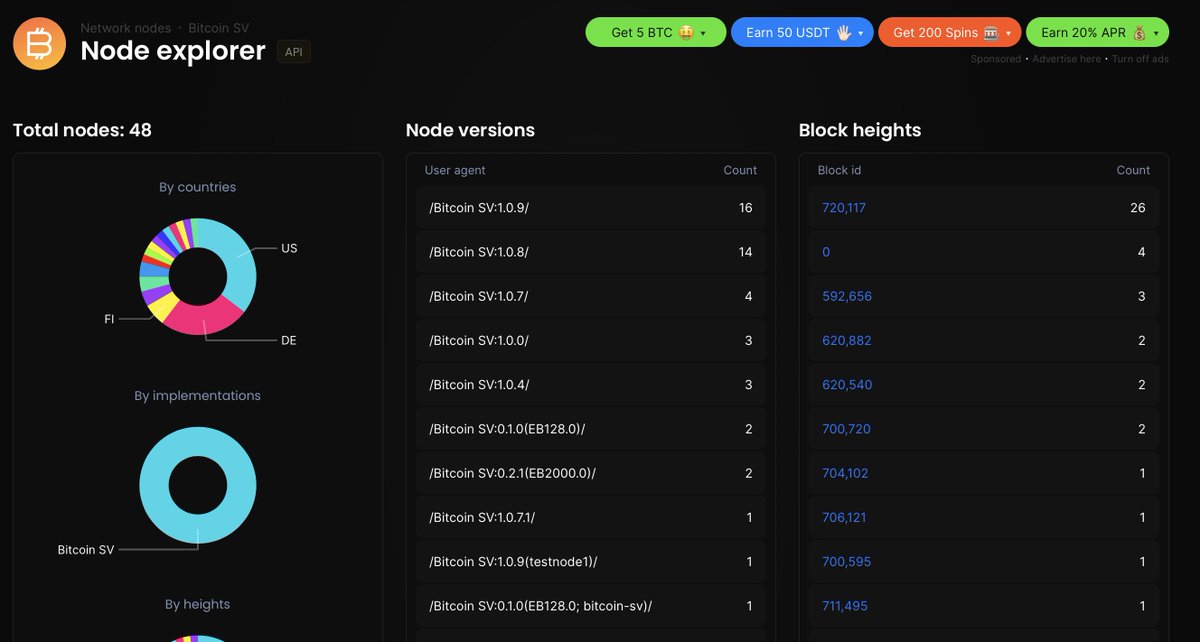 Network nodes • Bitcoin SV
Node explorer API
Get 5 BTC 🤑 ▾
Earn 50 USDT 👋 ▾
Get 200 Spins 🎰 ▾
Earn 20% APR 💰 ▾
Sponsored • Advertise here • Turn off ads
Total nodes: 48
By countries
US
FI
DE
By implementations
Bitcoin SV
By heights
Node versions
User agent Count
/Bitcoin SV:1.0.9/ 16
/Bitcoin SV:1.0.8/ 14
/Bitcoin SV:1.0.7/ 4
/Bitcoin SV:1.0.0/ 3
/Bitcoin SV:1.0.4/ 3
/Bitcoin SV:0.1.0(EB128.0)/ 2
/Bitcoin SV:0.2.1(EB2000.0)/ 2
/Bitcoin SV:1.0.7.1/ 1
/Bitcoin SV:1.0.9(testnode1)/ 1
/Bitcoin SV:0.1.0(EB128.0; bitcoin-sv)/ 1
Block heights
Block id Count
720,117 26
0 4
592,656 3
620,882 2
620,540 2
700,720 2
704,102 1
706,121 1
700,595 1
711,495 1